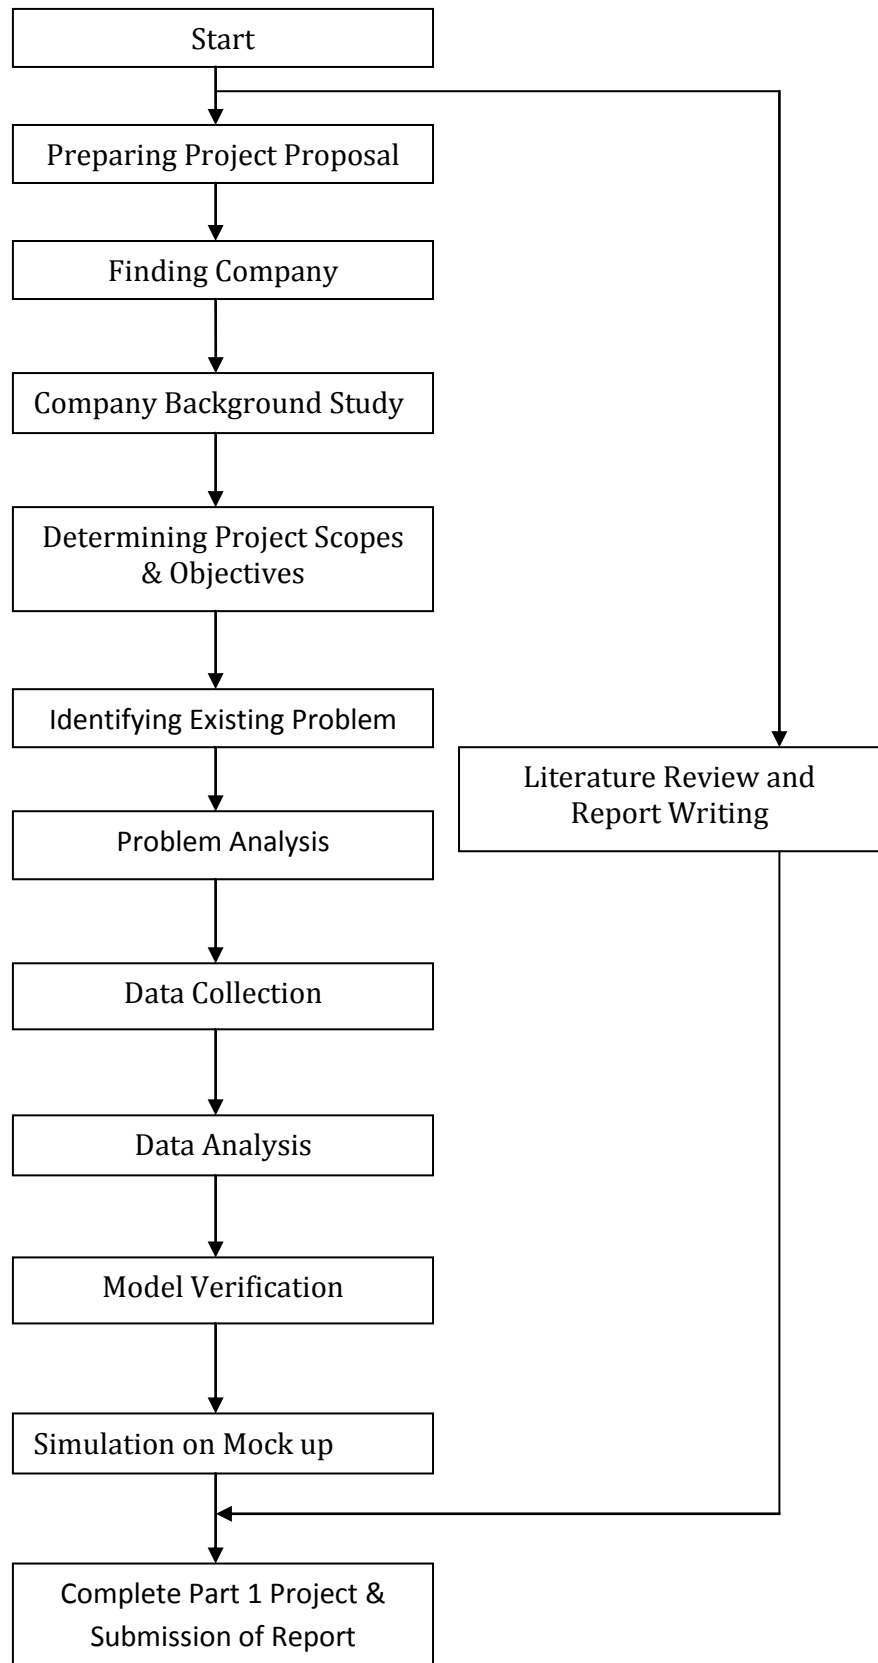 Start
Preparing Project Proposal
Finding Company
Company Background Study
Determining Project Scopes
& Objectives
Identifying Existing Problem
Literature Review and
Report Writing
Problem Analysis
Data Collection
Data Analysis
Model Verification
Simulation on Mock up
Complete Part 1 Project &
Submission of Report